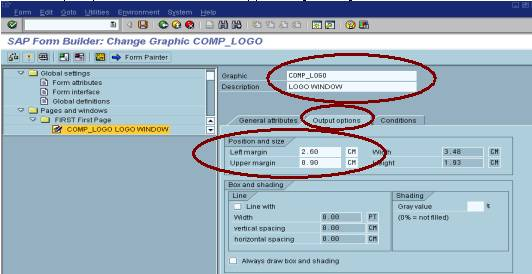 Form Edit Goto Utilities Environment System Help
SAP Form Builder: Change Graphic COMP_LOGO
Form Painter
Global settings
Form attributes
Form interface
Global definitions
Pages and windows
FIRST First Page
COMP_LOGO LOGO WINDOW
Graphic COMP_LOGO
Description LOGO WINDOW
General attributes Output options Conditions
Position and size
Left margin 2.60 CM Width 3.48 CM
Upper margin 0.90 CM Height 1.93 CM
Box and shading
Line Shading
Line with Gray value %
Width 0.00 PT (0% = not filled)
vertical spacing 0.00 CM
horizontal spacing 0.00 CM
Always draw box and shading